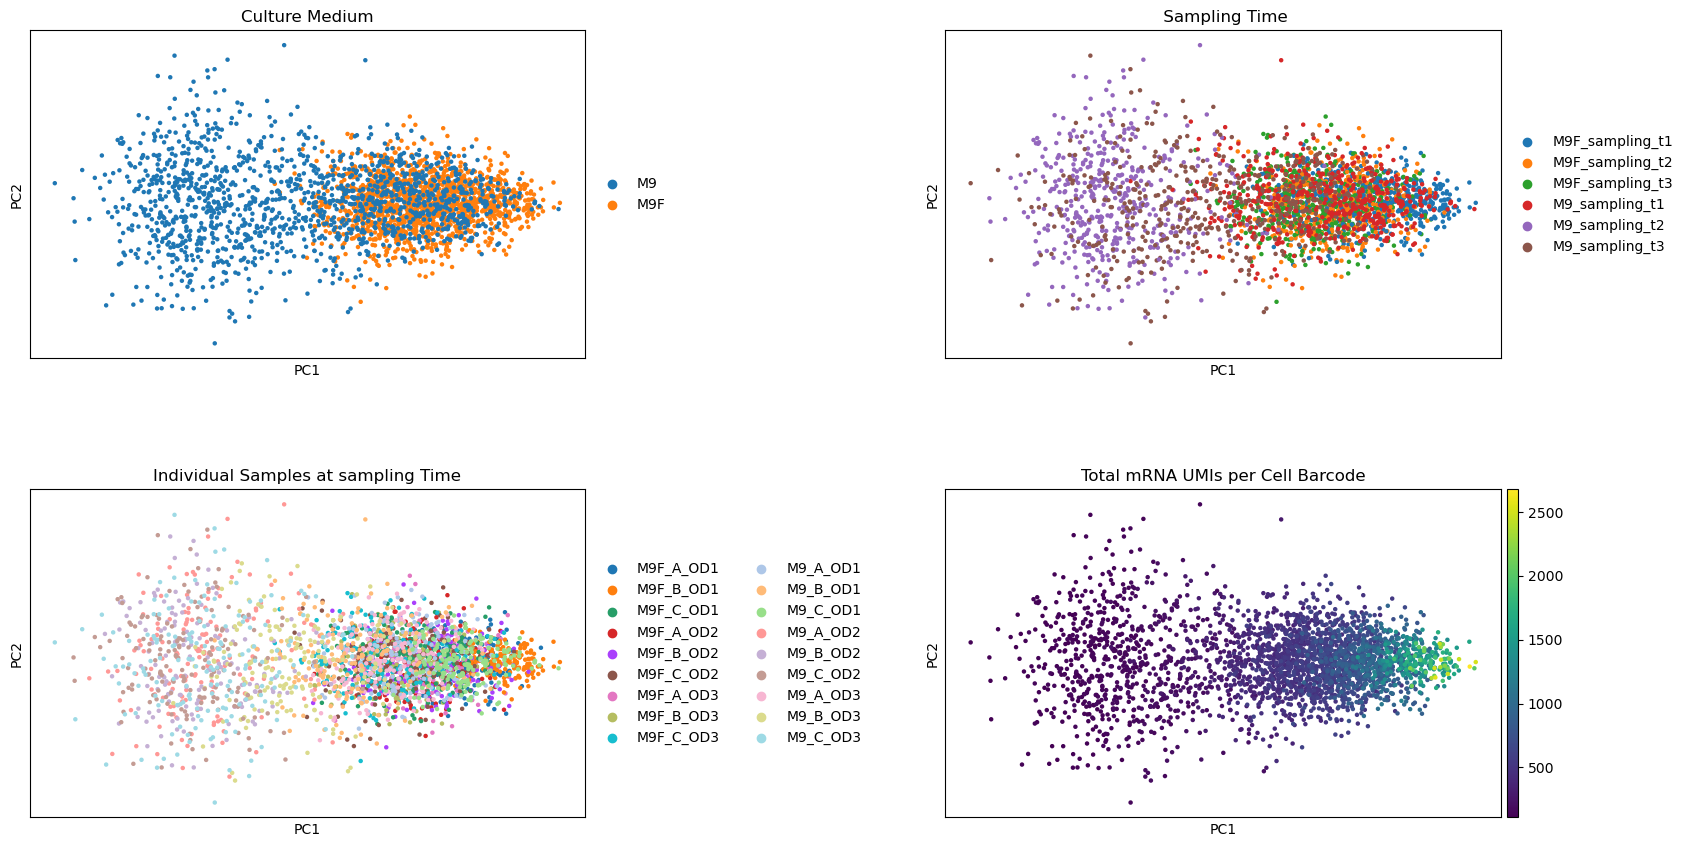 Culture Medium
PC2
PC1
M9
M9F
Sampling Time
PC2
PC1
M9F_sampling_t1
M9F_sampling_t2
M9F_sampling_t3
M9_sampling_t1
M9_sampling_t2
M9_sampling_t3
Individual Samples at sampling Time
PC2
PC1
M9F_A_OD1
M9F_B_OD1
M9F_C_OD1
M9F_A_OD2
M9F_B_OD2
M9F_C_OD2
M9F_A_OD3
M9F_B_OD3
M9F_C_OD3
M9_A_OD1
M9_B_OD1
M9_C_OD1
M9_A_OD2
M9_B_OD2
M9_C_OD2
M9_A_OD3
M9_B_OD3
M9_C_OD3
Total mRNA UMIs per Cell Barcode
PC2
PC1
2500
2000
1500
1000
500